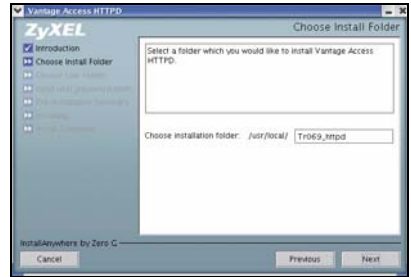 Vantage Access HTTPD
ZyXEL
Choose Install Folder
Introduction
Choose Install Folder
Select a folder which you would like to install Vantage Access
HTTPD.
Choose installation folder: /usr/local/ Tr069_httpd
InstallAnywhere by Zero G
Cancel
Previous
Next